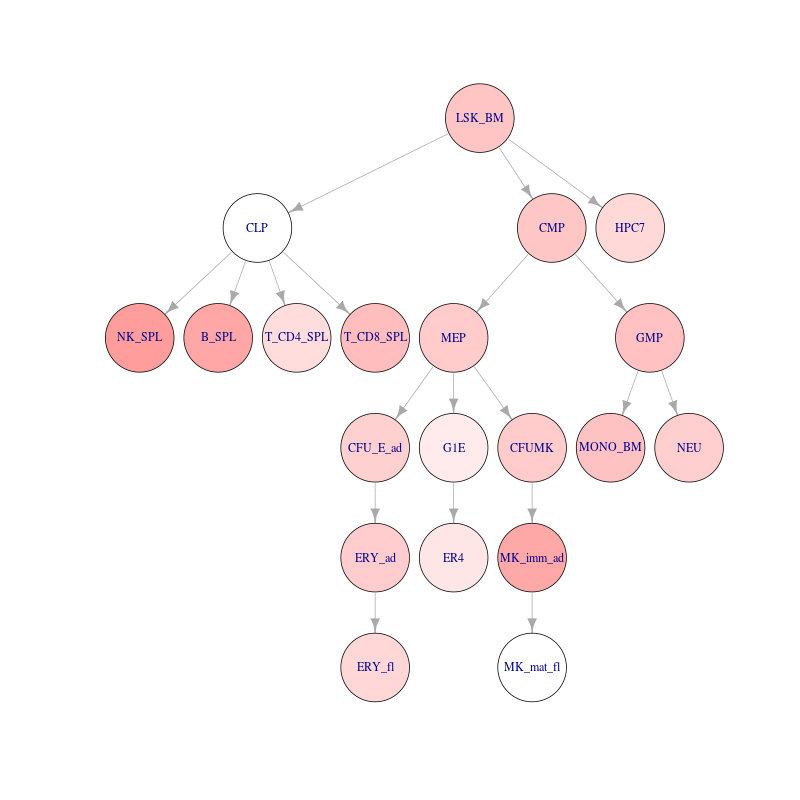 LSK_BM
CLP
CMP
HPC7
NK_SPL
B_SPL
T_CD4_SPL
T_CD8_SPL
MEP
GMP
CFU_E_ad
G1E
CFUMK
MONO_BM
NEU
ERY_ad
ER4
MK_imm_ad
ERY_fl
MK_mat_fl